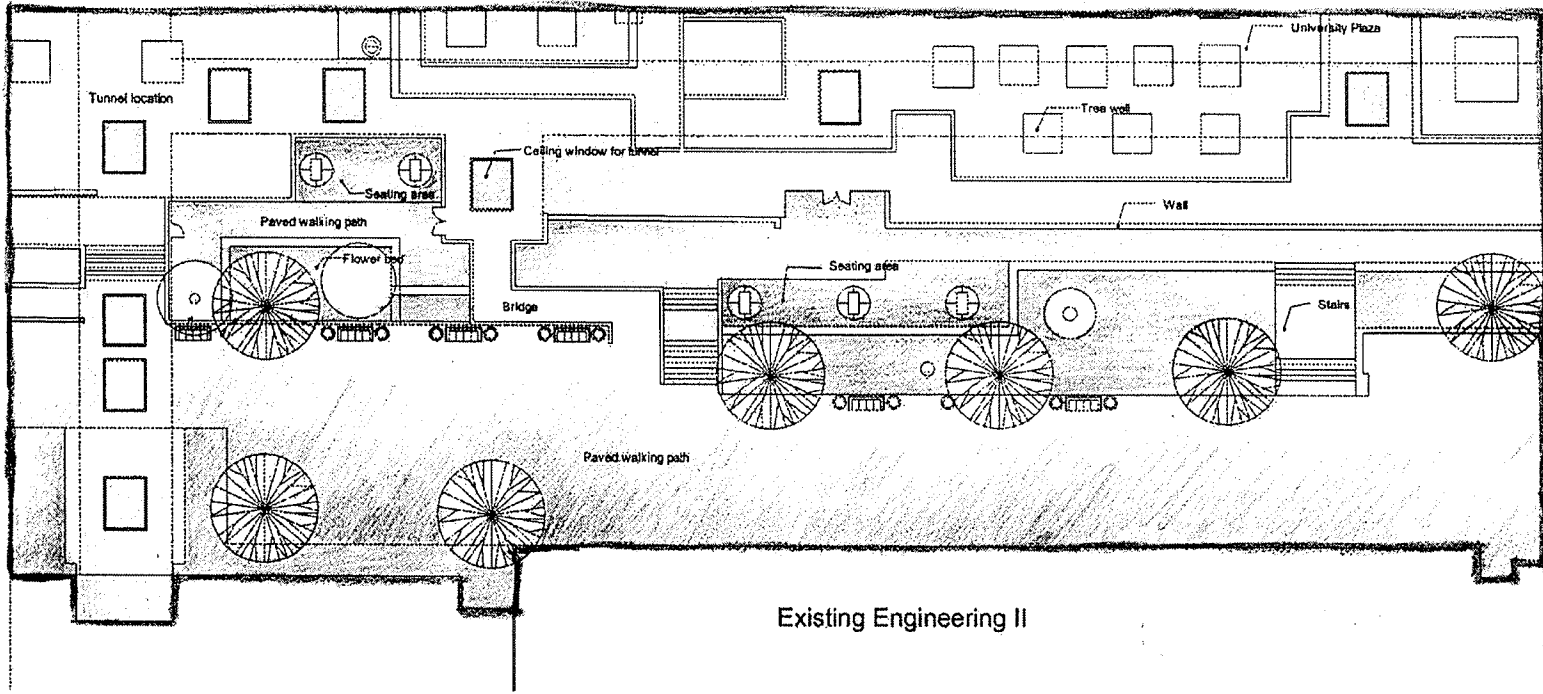 University Plaza
Tunnel location
Tree well
Ceiling window for tunnel
Seating area
Wall
Paved walking path
Flower bed
Seating area
Bridge
Stairs
Paved walking path
Existing Engineering II